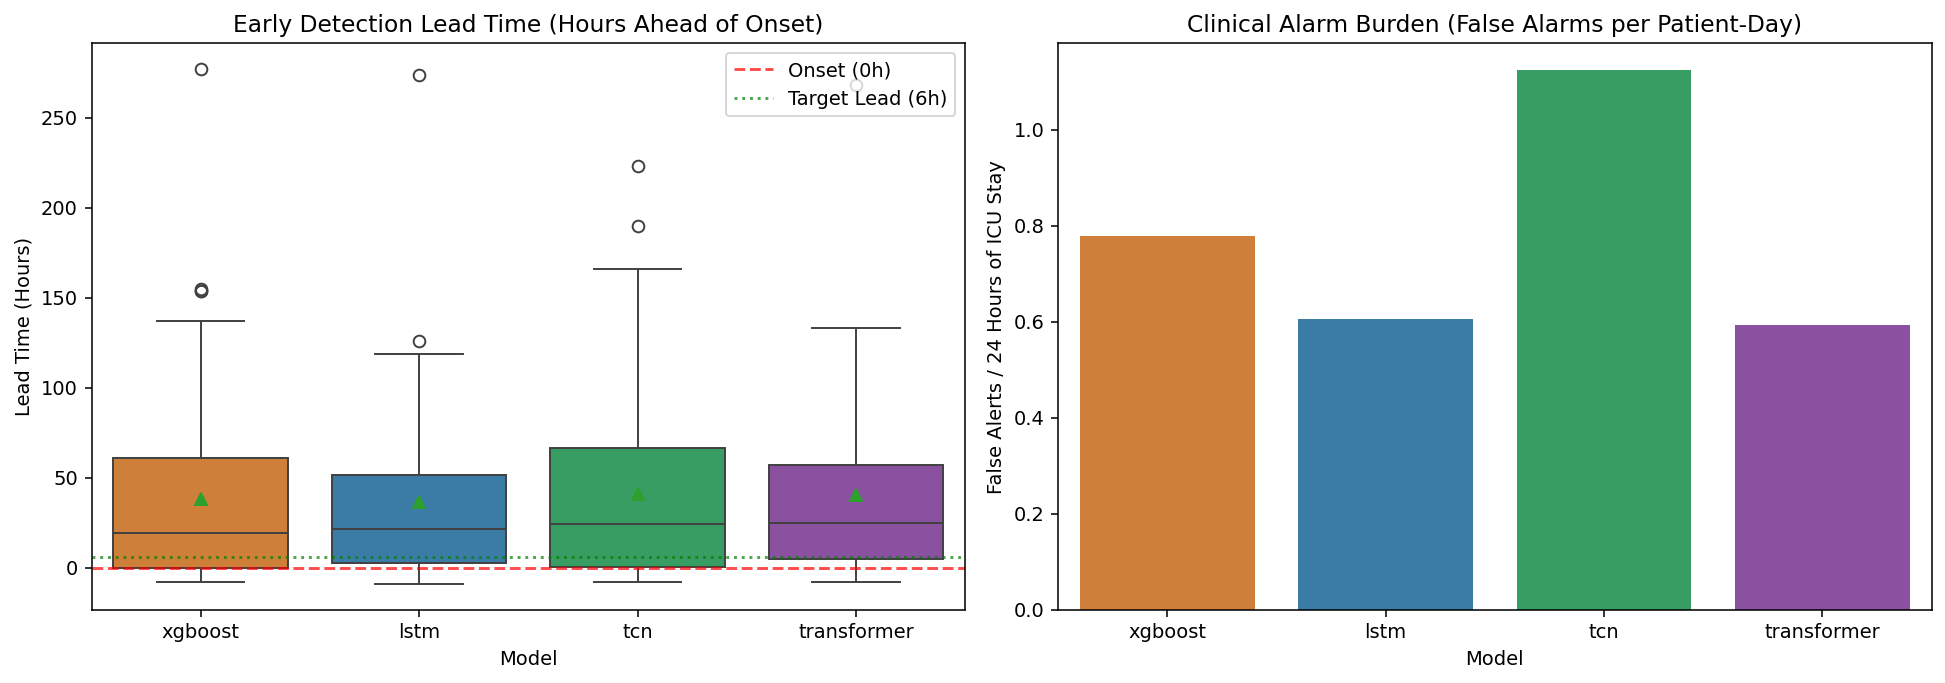 Early Detection Lead Time (Hours Ahead of Onset)
Onset (0h)
Target Lead (6h)
Lead Time (Hours)
250
200
150
100
50
0
xgboost
lstm
tcn
transformer
Model
Clinical Alarm Burden (False Alarms per Patient-Day)
False Alerts / 24 Hours of ICU Stay
1.0
0.8
0.6
0.4
0.2
0.0
xgboost
lstm
tcn
transformer
Model